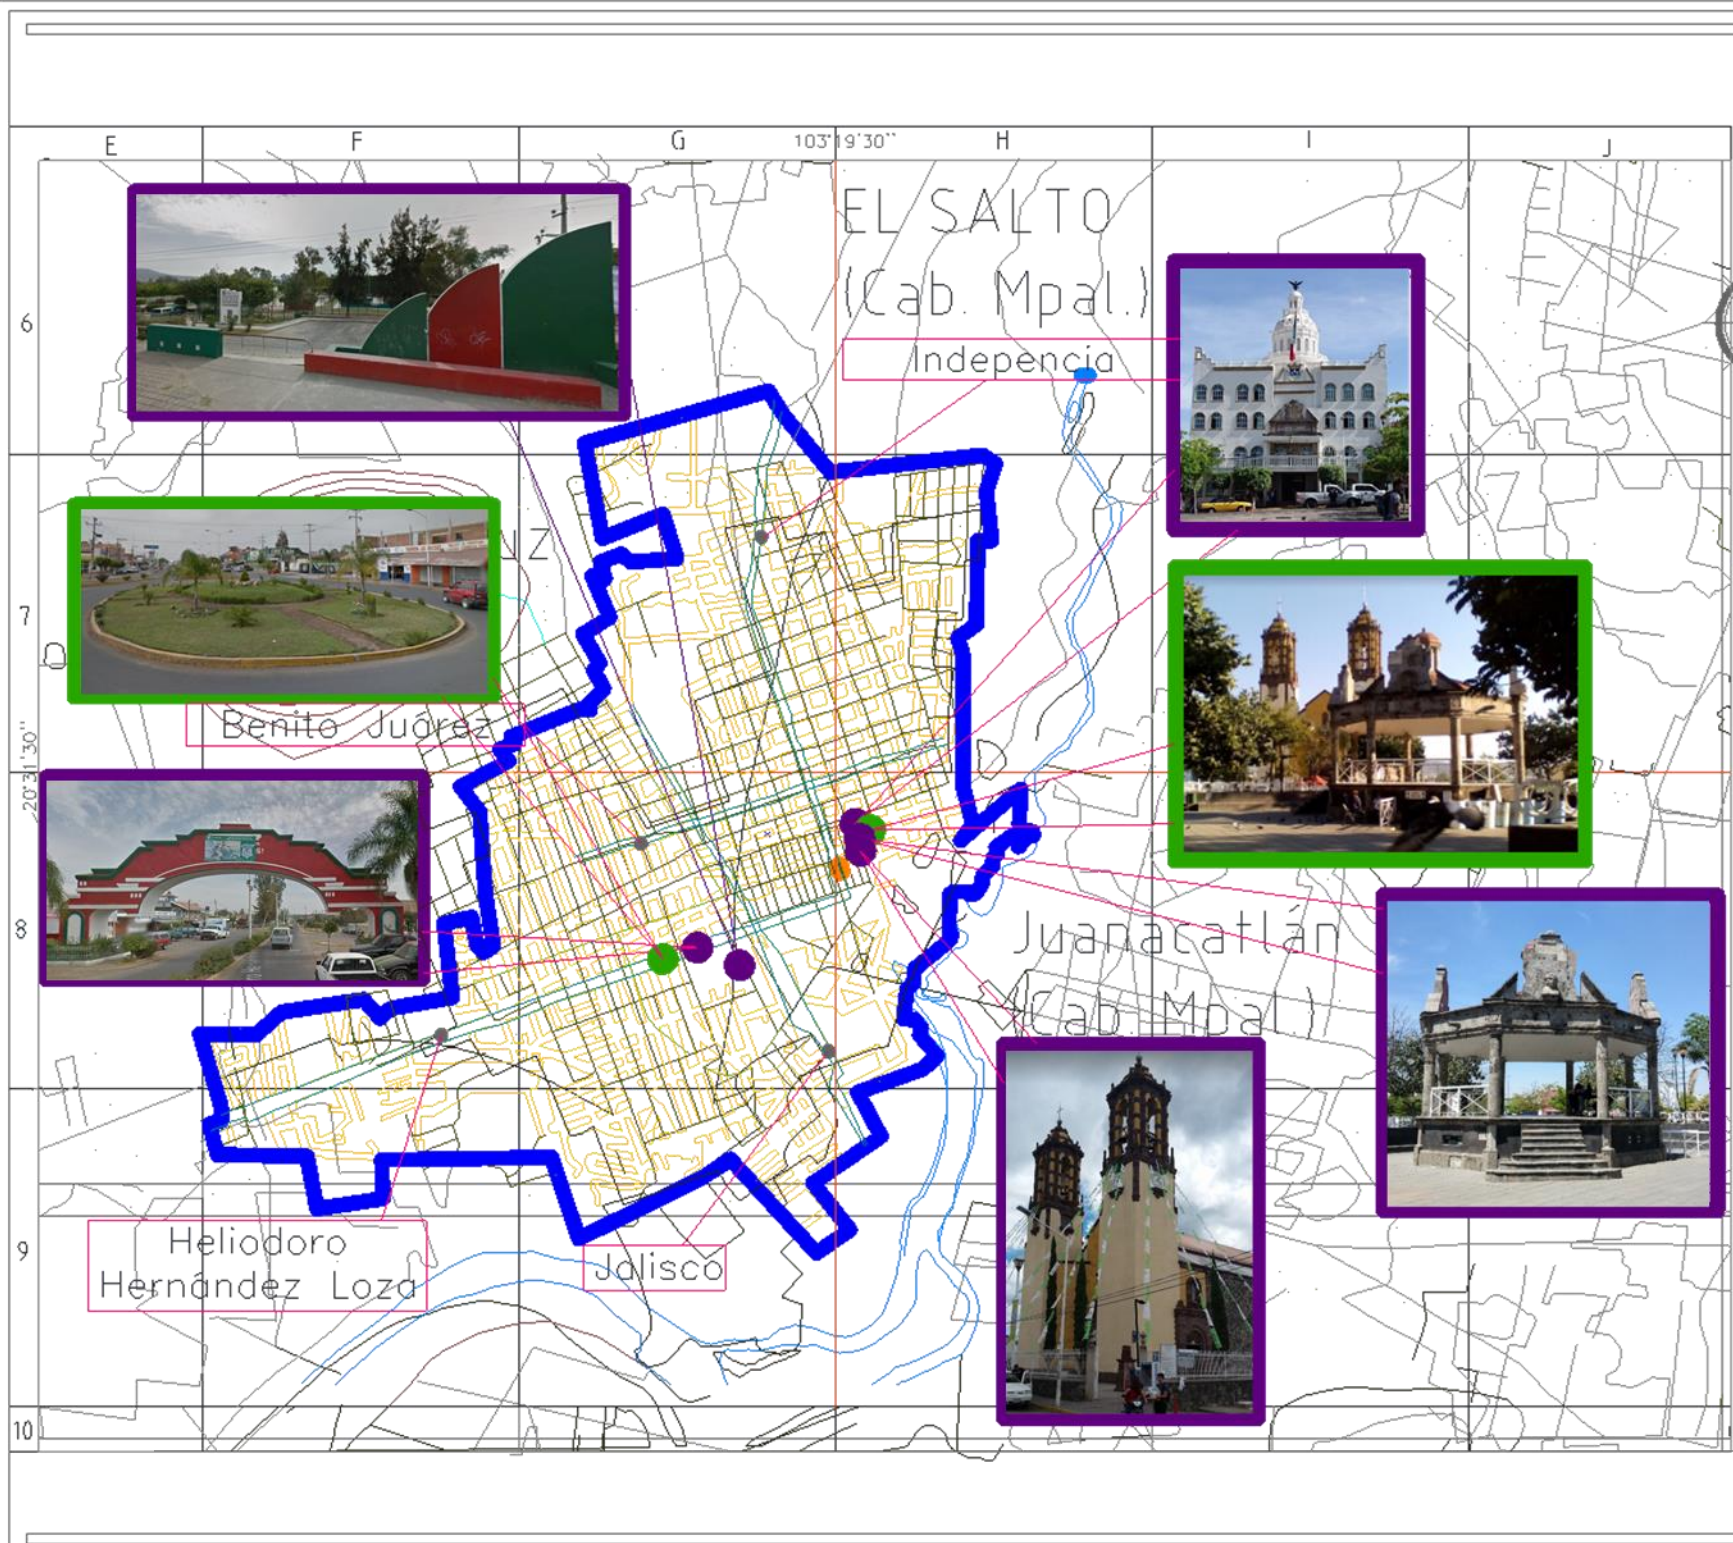 E
F
G
103°19'30''
H
I
J
EL SALTO
(Cab. Mpal.)
6
Indepencia
UZ
7
D
Benito Juárez
20°31'30''
8
Juanacatlán
(Cab. Mpal.)
9
Heliodoro
Hernández Loza
Jalisco
10